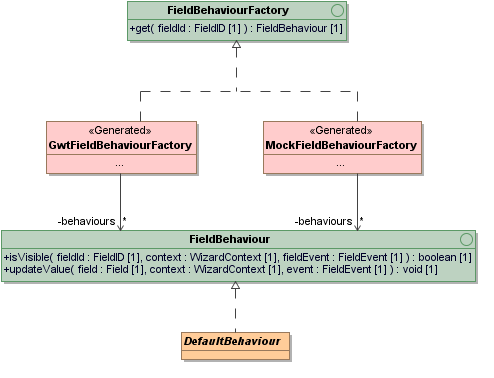 FieldBehaviourFactory
+get( fieldId : FieldID [1] ) : FieldBehaviour [1]
«Generated»
GwtFieldBehaviourFactory
...
«Generated»
MockFieldBehaviourFactory
...
-behaviours *
-behaviours *
FieldBehaviour
+isVisible( fieldId : FieldID [1], context : WizardContext [1], fieldEvent : FieldEvent [1] ) : boolean [1]
+updateValue( field : Field [1], context : WizardContext [1], event : FieldEvent [1] ) : void [1]
DefaultBehaviour